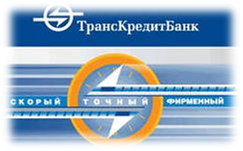 ТрансКредитБанк
СКОРЫЙ ТОЧНЫЙ ФИРМЕННЫЙ